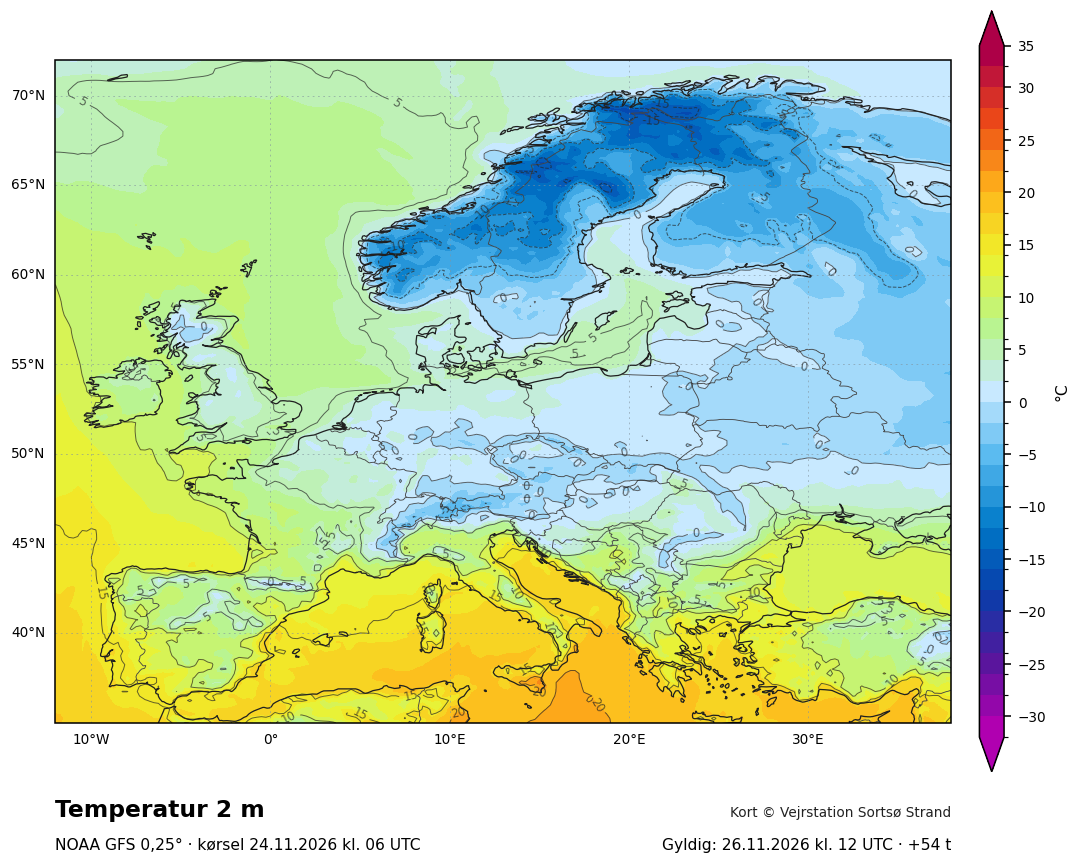 70°N
65°N
60°N
55°N
50°N
45°N
40°N
10°W 0° 10°E 20°E 30°E
35
30
25
20
15
10
5
0
−5
−10
−15
−20
−25
−30
°C
Temperatur 2 m
Kort © Vejrstation Sortsø Strand
NOAA GFS 0,25° · kørsel 24.11.2026 kl. 06 UTC
Gyldig: 26.11.2026 kl. 12 UTC · +54 t